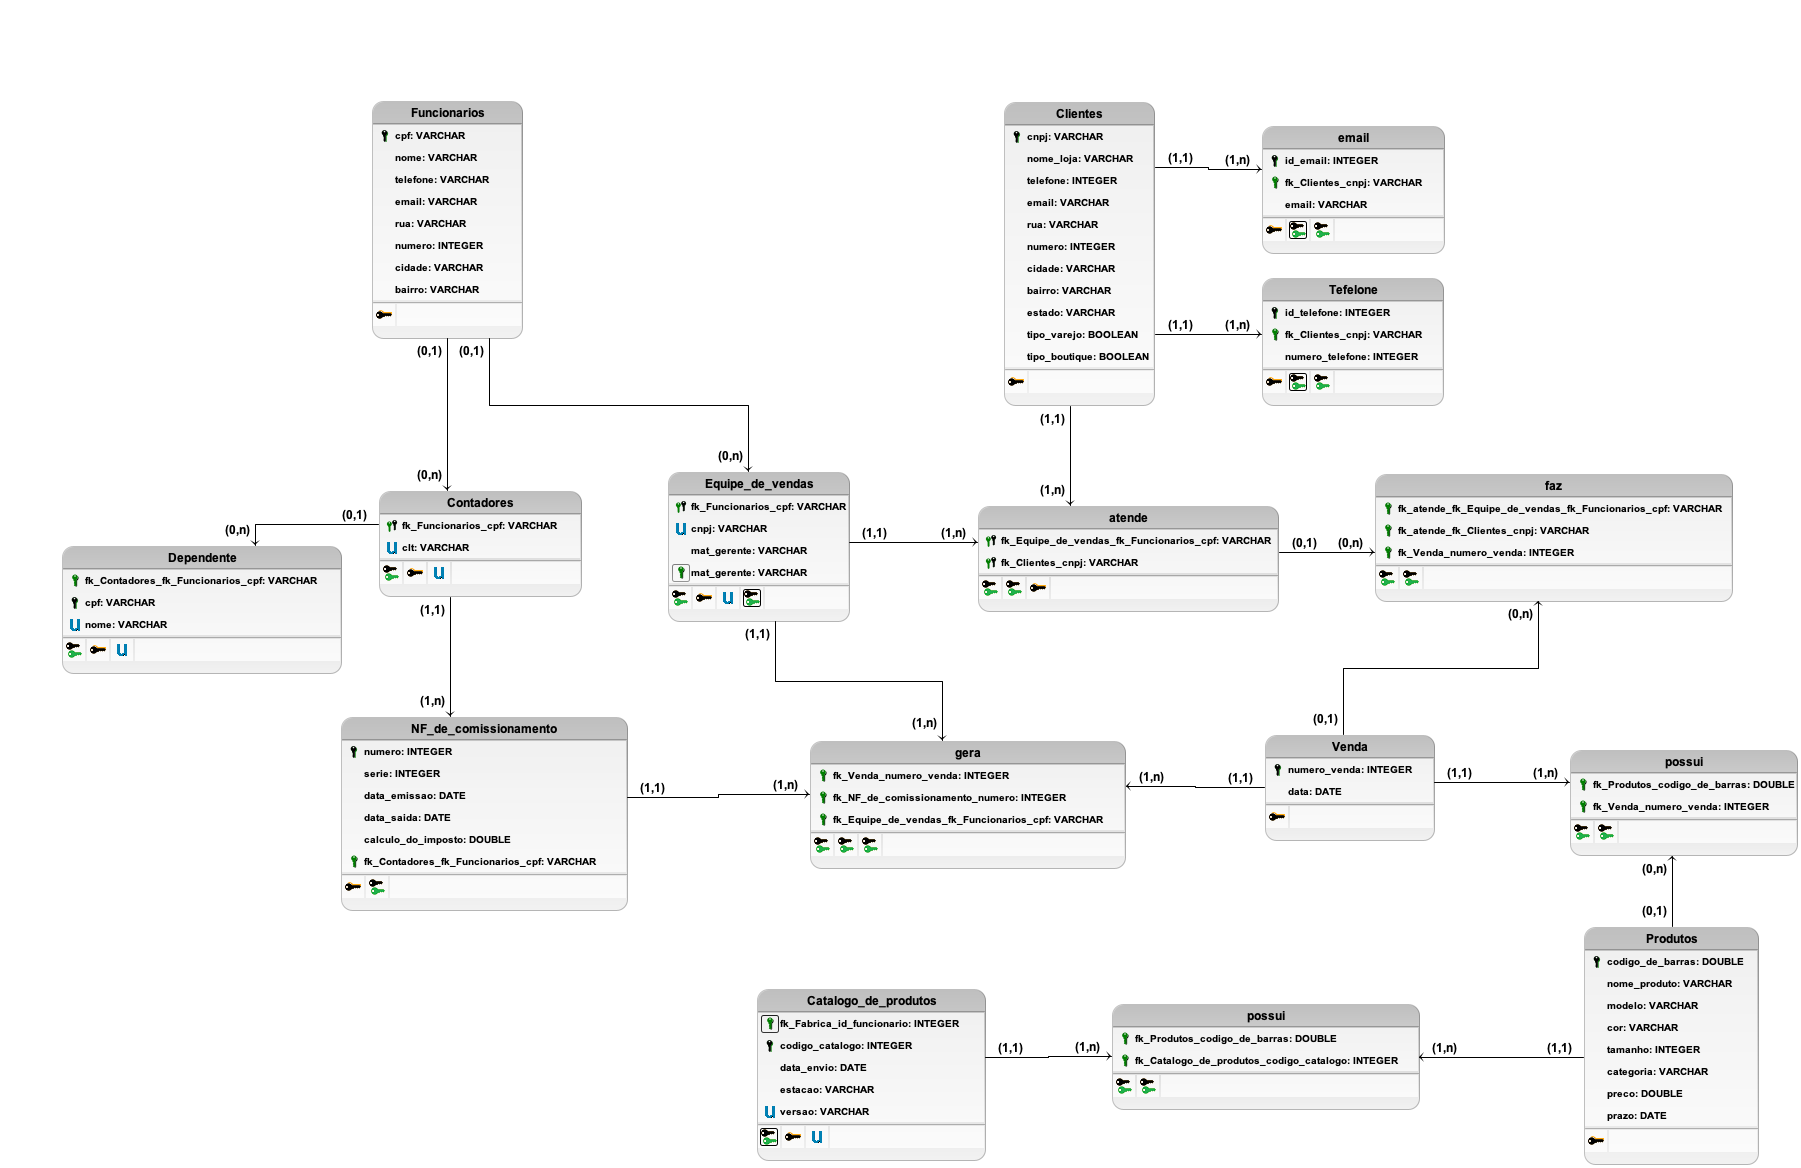 Funcionarios
cpf: VARCHAR
nome: VARCHAR
telefone: VARCHAR
email: VARCHAR
rua: VARCHAR
numero: INTEGER
cidade: VARCHAR
bairro: VARCHAR
(0,1)
(0,1)
Clientes
cnpj: VARCHAR
nome_loja: VARCHAR
telefone: INTEGER
email: VARCHAR
rua: VARCHAR
numero: INTEGER
cidade: VARCHAR
bairro: VARCHAR
estado: VARCHAR
tipo_varejo: BOOLEAN
tipo_boutique: BOOLEAN
(1,1)
(1,n)
(1,1)
(1,n)
(1,1)
(1,n)
email
id_email: INTEGER
fk_Clientes_cnpj: VARCHAR
email: VARCHAR
Tefelone
id_telefone: INTEGER
fk_Clientes_cnpj: VARCHAR
numero_telefone: INTEGER
(0,n)
(0,n)
Contadores
fk_Funcionarios_cpf: VARCHAR
u clt: VARCHAR
u
(0,1)
(0,n)
(1,1)
(1,n)
Dependente
fk_Contadores_fk_Funcionarios_cpf: VARCHAR
cpf: VARCHAR
u nome: VARCHAR
u
Equipe_de_vendas
fk_Funcionarios_cpf: VARCHAR
u cnpj: VARCHAR
mat_gerente: VARCHAR
mat_gerente: VARCHAR
u
(1,1)
(1,n)
(1,1)
(1,n)
atende
fk_Equipe_de_vendas_fk_Funcionarios_cpf: VARCHAR
fk_Clientes_cnpj: VARCHAR
(0,1)
(0,n)
faz
fk_atende_fk_Equipe_de_vendas_fk_Funcionarios_cpf: VARCHAR
fk_atende_fk_Clientes_cnpj: VARCHAR
fk_Venda_numero_venda: INTEGER
(0,n)
(0,1)
NF_de_comissionamento
numero: INTEGER
serie: INTEGER
data_emissao: DATE
data_saida: DATE
calculo_do_imposto: DOUBLE
fk_Contadores_fk_Funcionarios_cpf: VARCHAR
(1,1)
(1,n)
gera
fk_Venda_numero_venda: INTEGER
fk_NF_de_comissionamento_numero: INTEGER
fk_Equipe_de_vendas_fk_Funcionarios_cpf: VARCHAR
(1,n)
(1,1)
Venda
numero_venda: INTEGER
data: DATE
(1,1)
(1,n)
possui
fk_Produtos_codigo_de_barras: DOUBLE
fk_Venda_numero_venda: INTEGER
(0,n)
(0,1)
Produtos
codigo_de_barras: DOUBLE
nome_produto: VARCHAR
modelo: VARCHAR
cor: VARCHAR
tamanho: INTEGER
categoria: VARCHAR
preco: DOUBLE
prazo: DATE
Catalogo_de_produtos
fk_Fabrica_id_funcionario: INTEGER
codigo_catalogo: INTEGER
data_envio: DATE
estacao: VARCHAR
u versao: VARCHAR
u
(1,1)
(1,n)
possui
fk_Produtos_codigo_de_barras: DOUBLE
fk_Catalogo_de_produtos_codigo_catalogo: INTEGER
(1,n)
(1,1)